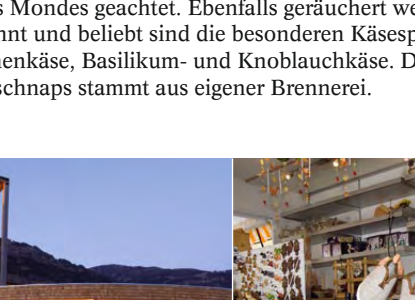 s Mondes geachtet. Ebenfalls geräuchert we
nnt und beliebt sind die besonderen Käsesp
nenkäse, Basilikum- und Knoblauchkäse. D
schnaps stammt aus eigener Brennerei.